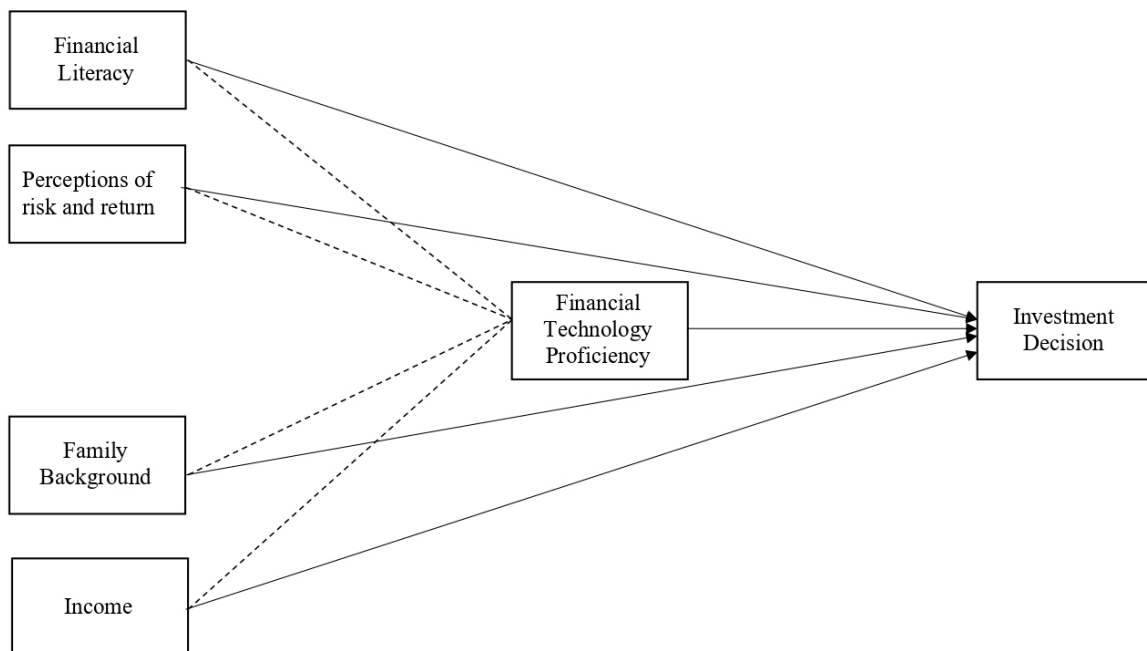 Financial
Literacy
Perceptions of
risk and return
Financial
Technology
Proficiency
Investment
Decision
Family
Background
Income